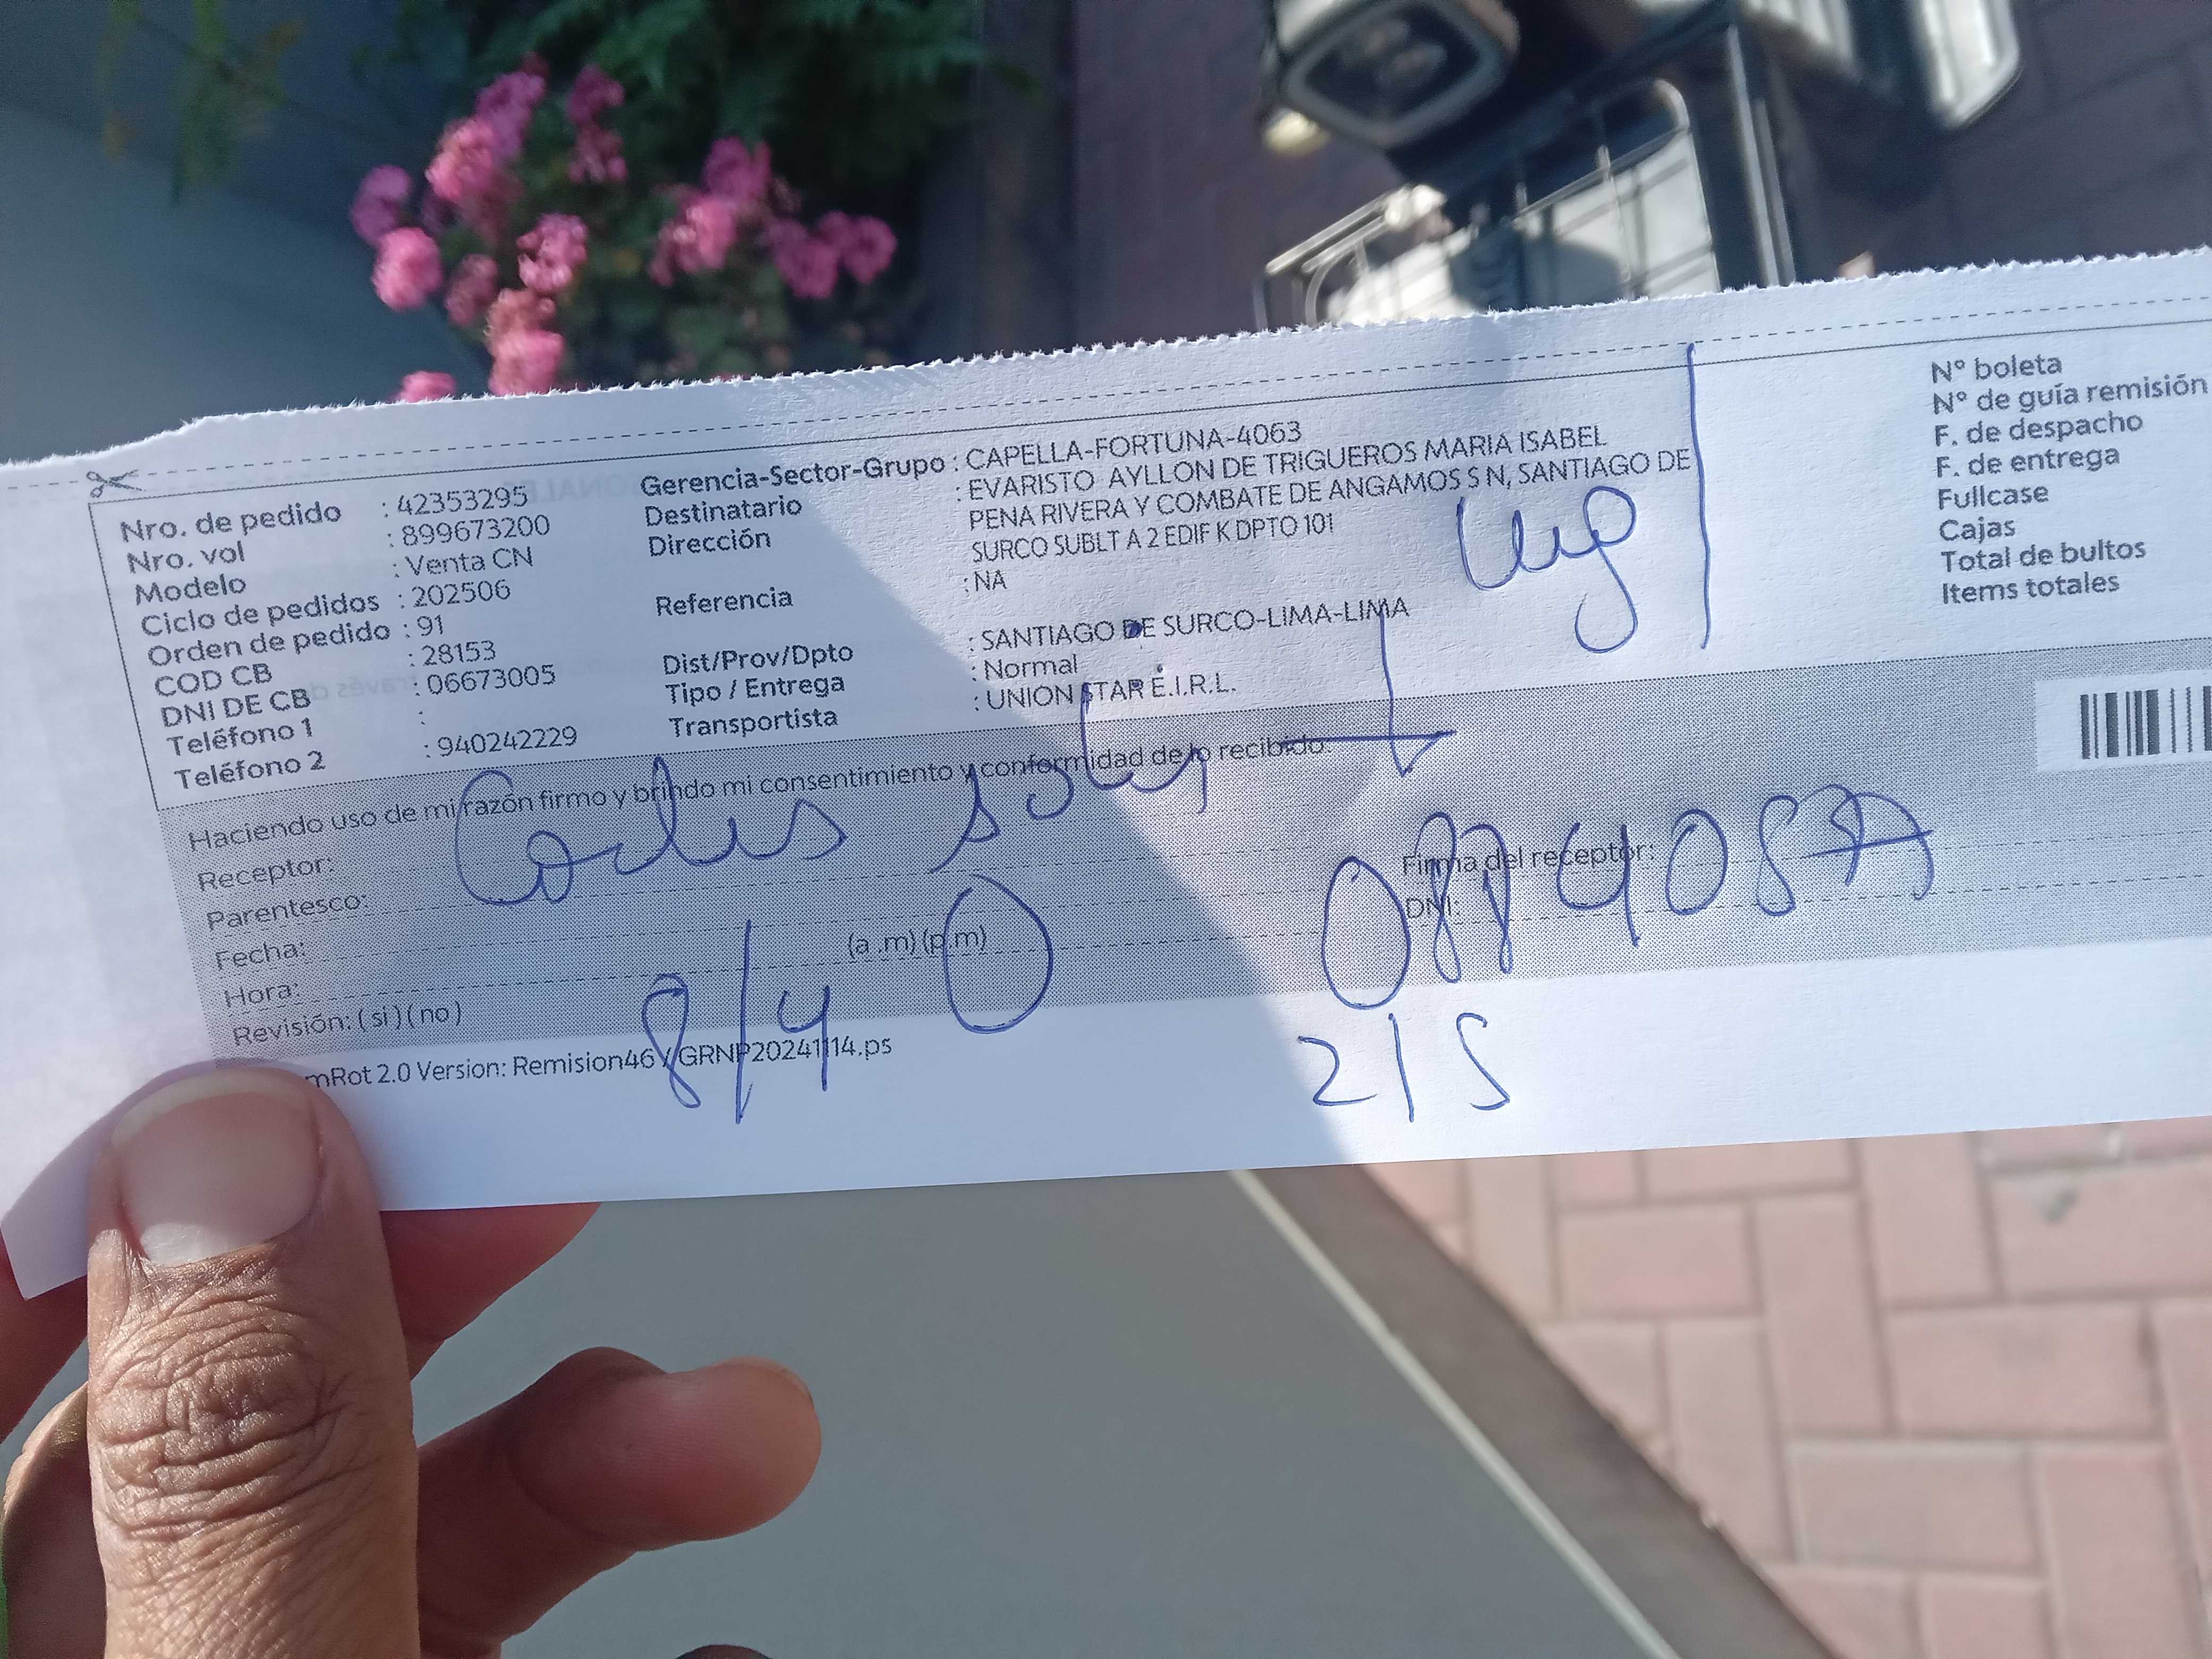 Nro. de pedido : 42353295
Nro. vol : 899673200
Modelo : Venta CN
Ciclo de pedidos : 202506
Orden de pedido : 91
COD CB : 28153
DNI DE CB : 06673005
Teléfono 1 :
Teléfono 2 : 940242229
Gerencia-Sector-Grupo : CAPELLA-FORTUNA-4063
Destinatario : EVARISTO AYLLON DE TRIGUEROS MARIA ISABEL
Dirección PENA RIVERA Y COMBATE DE ANGAMOS S N, SANTIAGO DE
SURCO SUBLT A 2 EDIF K DPTO 101
Referencia : NA
Dist/Prov/Dpto : SANTIAGO DE SURCO-LIMA-LIMA
Tipo / Entrega : Normal
Transportista : UNION STAR E.I.R.L.
N° boleta
N° de guía remisión
F. de despacho
F. de entrega
Fullcase
Cajas
Total de bultos
Items totales
Haciendo uso de mi razón firmo y brindo mi consentimiento y conformidad de lo recibido.
Receptor:
Parentesco:
Fecha:
Hora: (a.m) (p.m)
Revisión: ( si ) ( no )
Firma del receptor:
DNI:
8/4
mRot 2.0 Version: Remision46 / GRNP20241114.ps